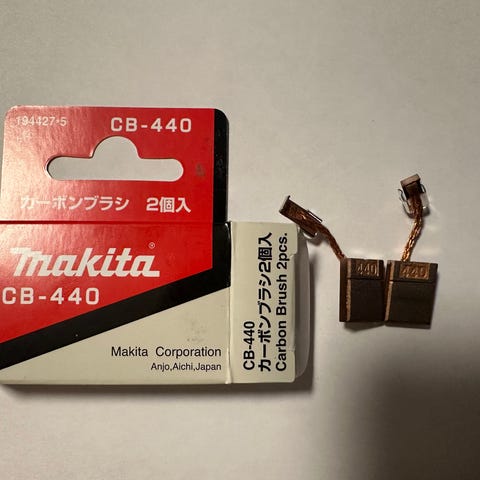 194427-5
CB-440
カーボンブラシ 2個入
makita®
CB-440
Makita Corporation
Anjo,Aichi,Japan
CB-440
カーボンブラシ2個入
Carbon Brush 2pcs.
440
440